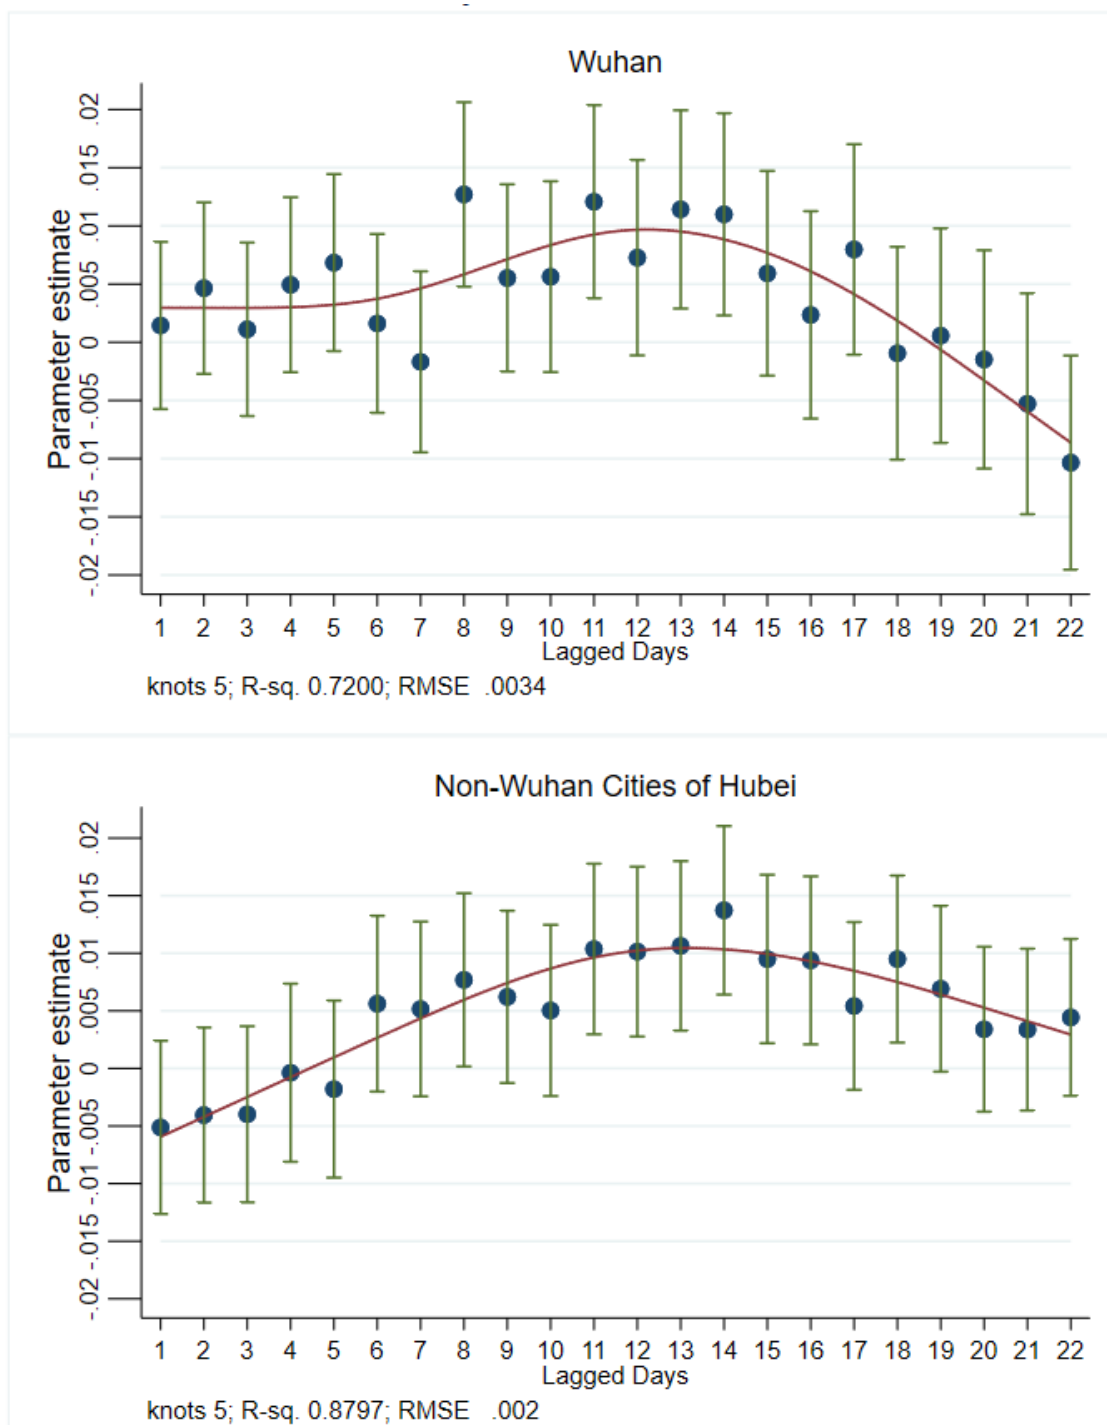 Wuhan
.02
.015
.01
.005
0
-.005
-.01
-.015
-.02
Parameter estimate
1 2 3 4 5 6 7 8 9 10 11 12 13 14 15 16 17 18 19 20 21 22
Lagged Days
knots 5; R-sq. 0.7200; RMSE .0034
Non-Wuhan Cities of Hubei
.02
.015
.01
.005
0
-.005
-.01
-.015
-.02
Parameter estimate
1 2 3 4 5 6 7 8 9 10 11 12 13 14 15 16 17 18 19 20 21 22
Lagged Days
knots 5; R-sq. 0.8797; RMSE .002